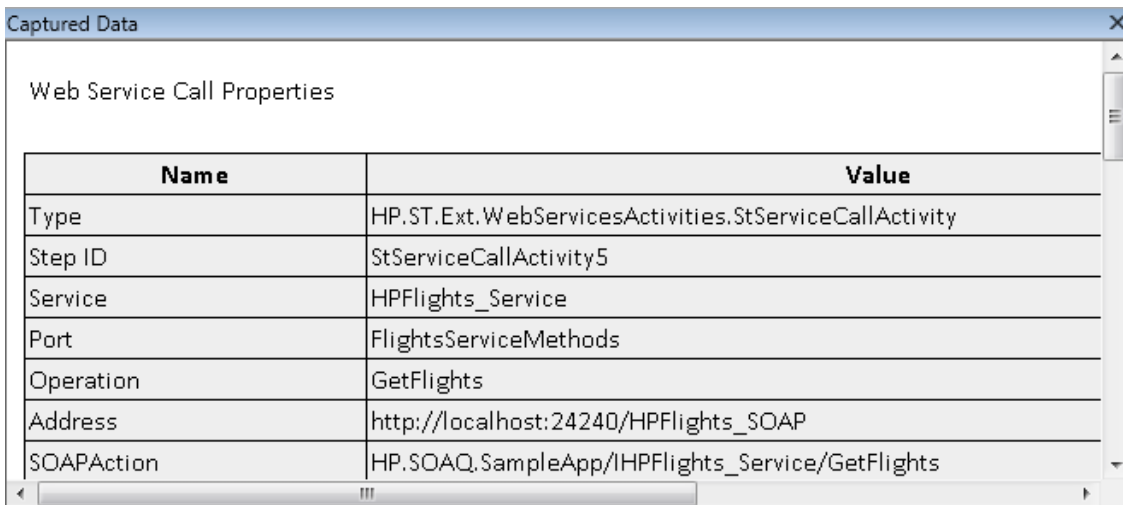 Captured Data
Web Service Call Properties
Name Value
Type HP.ST.Ext.WebServicesActivities.StServiceCallActivity
Step ID StServiceCallActivity5
Service HPFlights_Service
Port FlightsServiceMethods
Operation GetFlights
Address http://localhost:24240/HPFlights_SOAP
SOAPAction HP.SOAQ.SampleApp/IHPFlights_Service/GetFlights